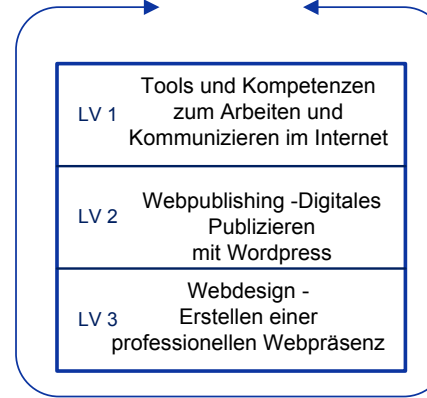 Tools und Kompetenzen
LV 1 zum Arbeiten und
Kommunizieren im Internet
Webpublishing -Digitales
LV 2 Publizieren
mit Wordpress
Webdesign -
LV 3 Erstellen einer
professionellen Webpräsenz